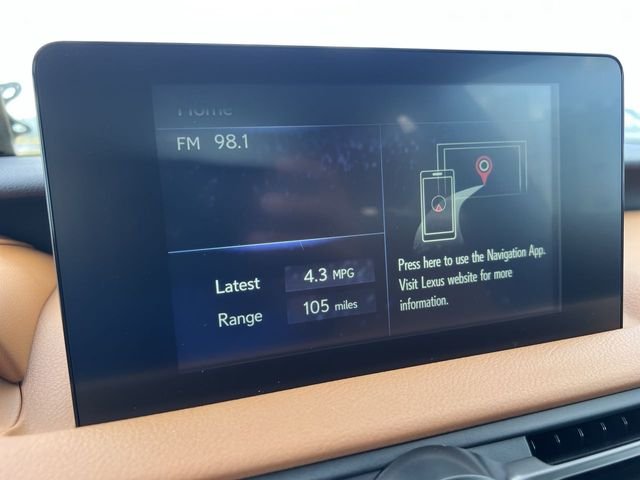 Home
FM 98.1
Latest 4.3 MPG
Range 105 miles
Press here to use the Navigation App.
Visit Lexus website for more
information.